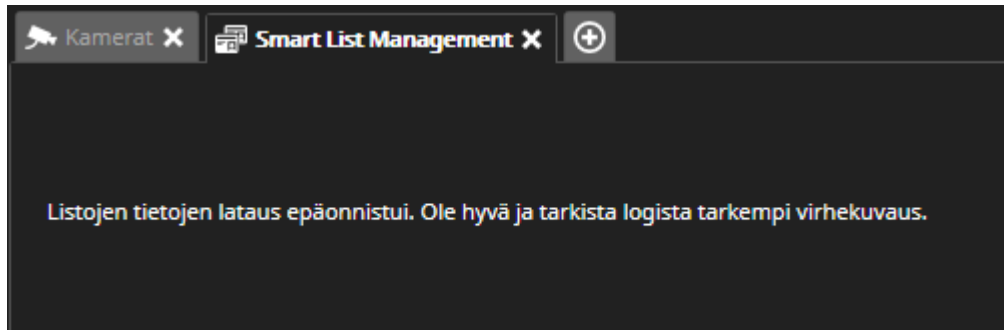 Kamerat
Smart List Management
Listojen tietojen lataus epäonnistui. Ole hyvä ja tarkista logista tarkempi virhekuvaus.